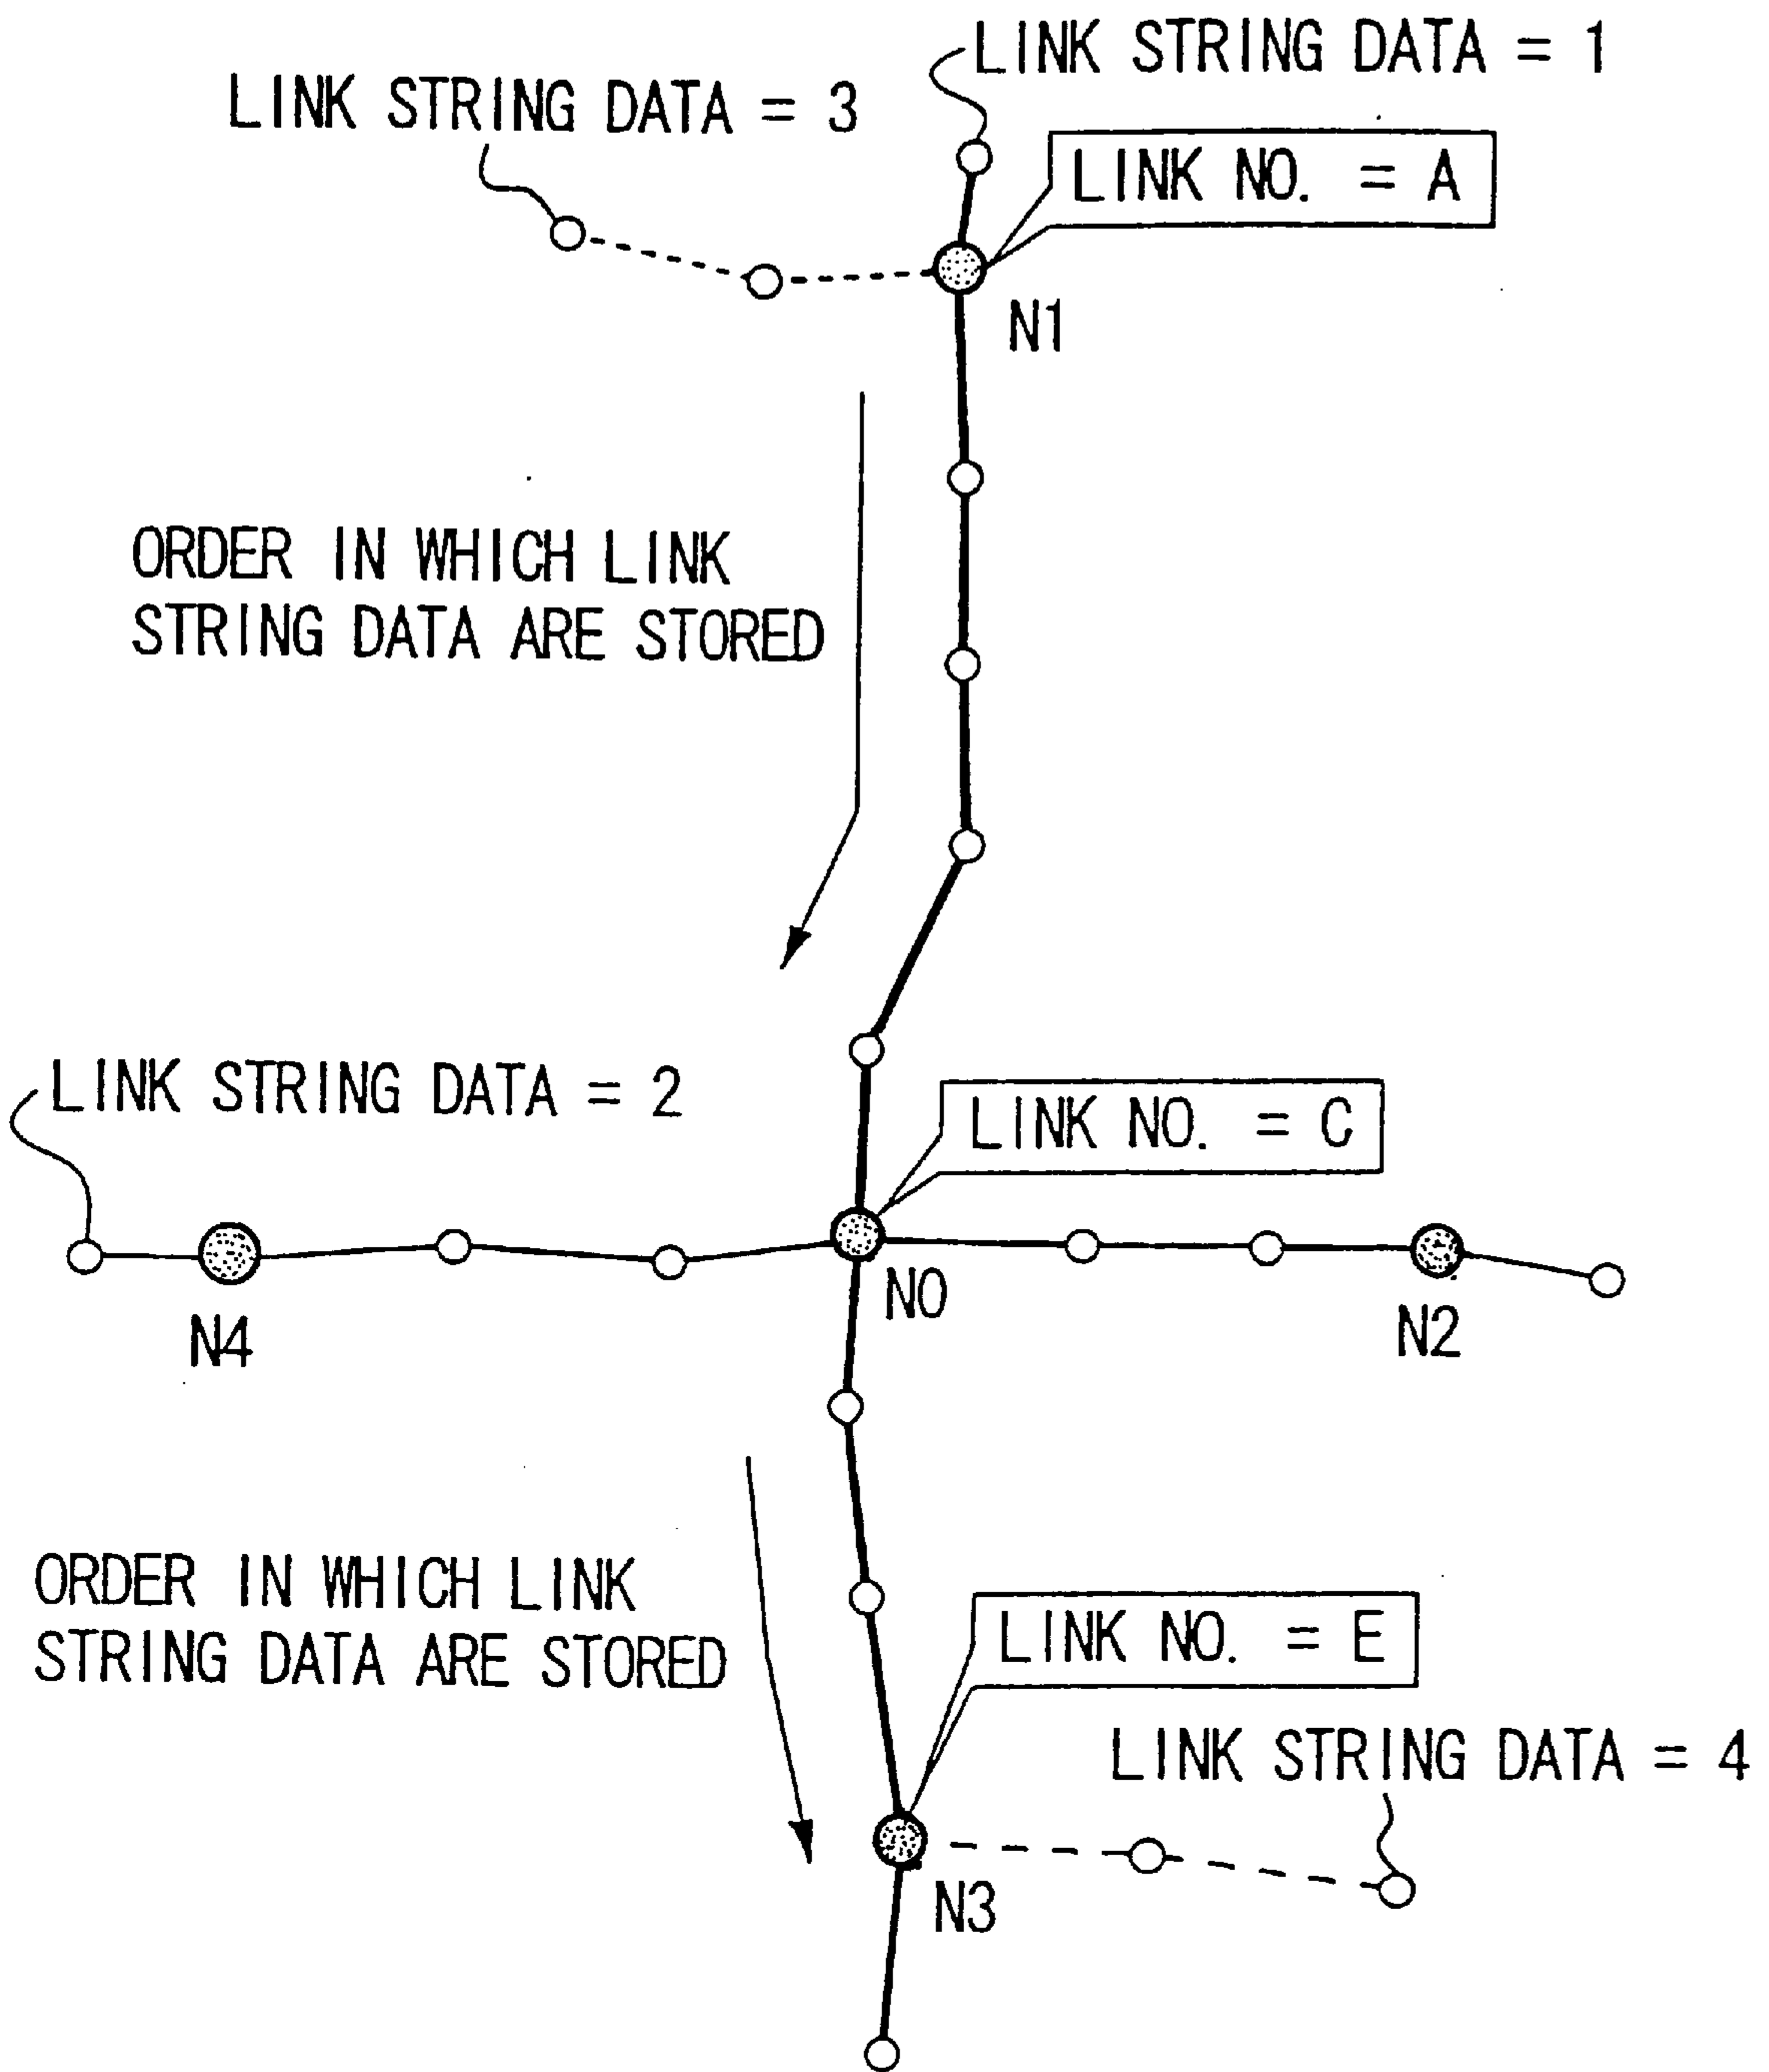 LINK STRING DATA = 1
LINK STRING DATA = 3
LINK NO. = A
N1
ORDER IN WHICH LINK
STRING DATA ARE STORED
LINK STRING DATA = 2
LINK NO. = C
N0
N4
N2
ORDER IN WHICH LINK
STRING DATA ARE STORED
LINK NO. = E
LINK STRING DATA = 4
N3